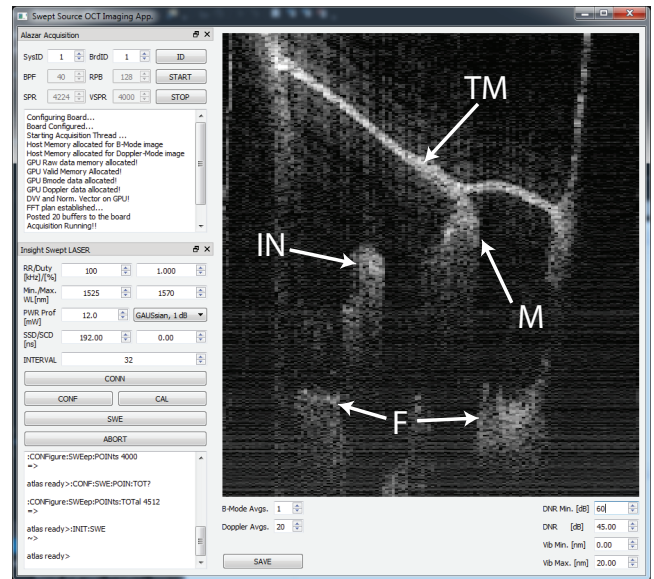 Swept Source OCT Imaging App.
Alazar Acquisition
SysID 1 BrdID 1 ID
BPF 40 RPB 128 START
SPR 4224 VSPR 4000 STOP
Configuring Board...
Board Configured...
Starting Acquisition Thread ...
Host Memory allocated for B-Mode image
Host Memory allocated for Doppler-Mode image
GPU Raw data memory allocated!
GPU Valid Memory Allocated!
GPU Bmode data allocated!
GPU Doppler data allocated!
DVV and Norm. Vector on GPU!
FFT plan established...
Posted 20 buffers to the board
Acquisition Running!!
Insight Swept LASER
RR/Duty [kHz]/[%] 100 1.000
Min./Max. WL[nm] 1525 1570
PWR Prof [mW] 12.0 GAUSsian, 1 dB
SSD/SCD [ns] 192.00 0.00
INTERVAL 32
CONN
CONF CAL
SWE
ABORT
:CONFigure:SWEep:POINts 4000
=>
atlas ready>:CONF:SWE:POIN:TOT?
:CONFigure:SWEep:POINts:TOTal 4512
=>
atlas ready>:INIT:SWE
~>
atlas ready>
TM
IN
M
F
B-Mode Avgs. 1
Doppler Avgs. 20
SAVE
DNR Min. [dB] 60
DNR [dB] 45.00
Vib Min. [nm] 0.00
Vib Max. [nm] 20.00